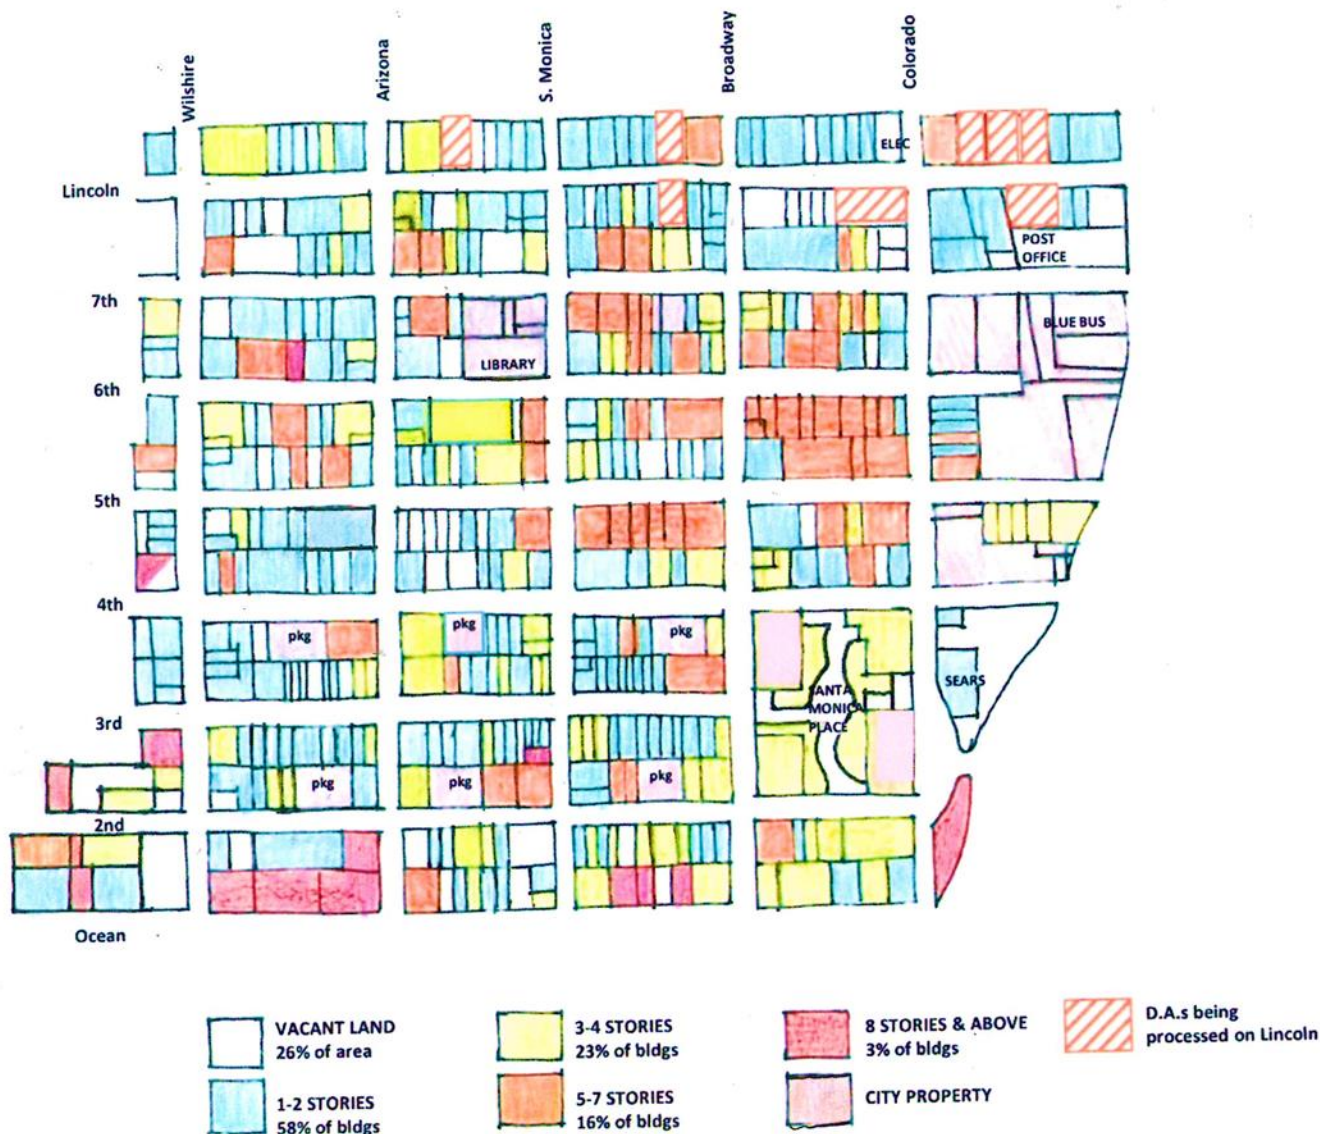 Wilshire
Arizona
S. Monica
Broadway
Colorado
ELEC
Lincoln
POST
OFFICE
7th
BLUE BUS
LIBRARY
6th
5th
4th
pkg
pkg
pkg
SEARS
SANTA
MONICA
PLACE
3rd
pkg
pkg
pkg
2nd
Ocean
VACANT LAND
26% of area
1-2 STORIES
58% of bldgs
3-4 STORIES
23% of bldgs
5-7 STORIES
16% of bldgs
8 STORIES & ABOVE
3% of bldgs
CITY PROPERTY
D.A.s being
processed on Lincoln